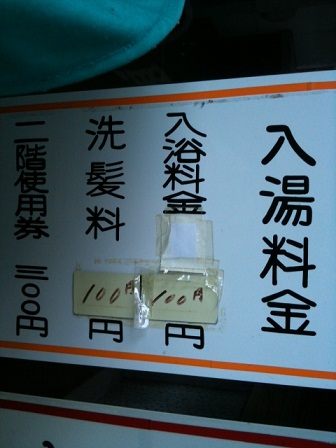 入湯料金
入浴料金 100円 円
洗髪料 100円 円
二階使用券 三〇〇円